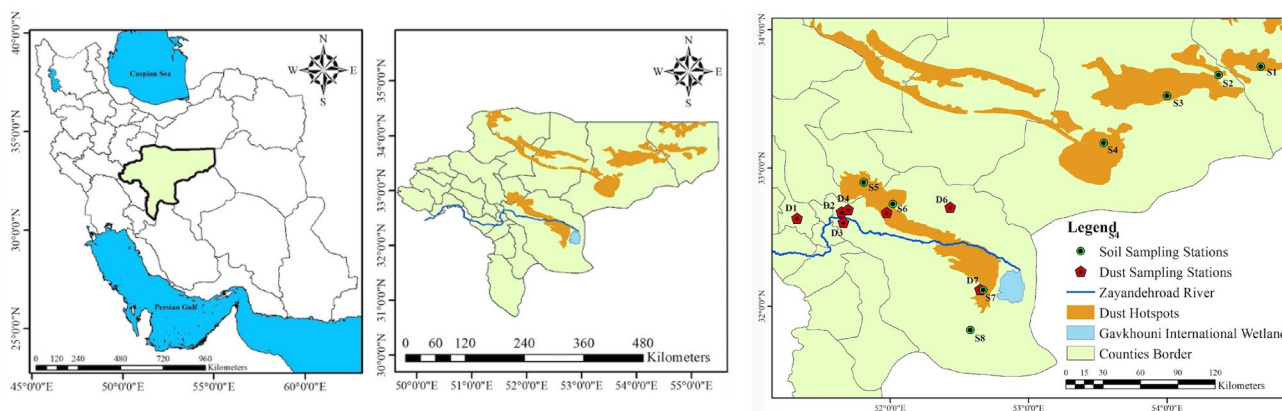 N
W E
S
Caspian Sea
Persian Gulf
40°0'0"N
35°0'0"N
30°0'0"N
25°0'0"N
0 120 240 480 720 960
Kilometers
45°0'0"E 50°0'0"E 55°0'0"E 60°0'0"E
N
W E
S
35°0'0"N
34°0'0"N
33°0'0"N
32°0'0"N
31°0'0"N
30°0'0"N
0 60 120 240 360 480
Kilometers
50°0'0"E 51°0'0"E 52°0'0"E 53°0'0"E 54°0'0"E 55°0'0"E
34°0'0"N
33°0'0"N
32°0'0"N
S1
S2
S3
S4
S5
S6
D1
D2
D4
D3
D6
D7
S7
S8
Legend
S4
Soil Sampling Stations
Dust Sampling Stations
Zayandehroad River
Dust Hotspots
Gavkhouni International Wetland
Counties Border
0 15 30 60 90 120
Kilometers
52°0'0"E 53°0'0"E 54°0'0"E